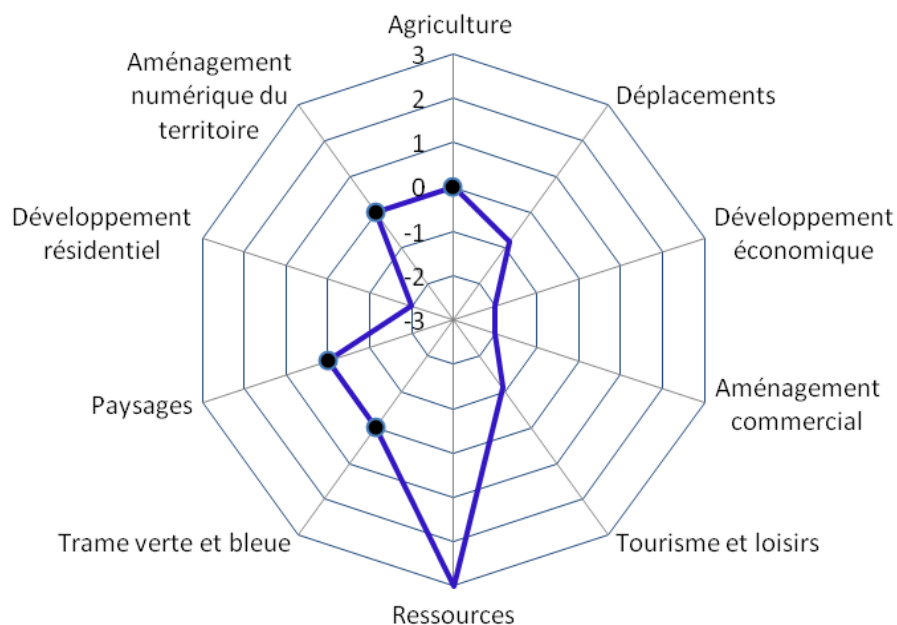 Agriculture
3
2
1
0
-1
-2
-3
Déplacements
Développement
économique
Aménagement
commercial
Tourisme et loisirs
Ressources
Trame verte et bleue
Paysages
Développement
résidentiel
Aménagement
numérique du
territoire